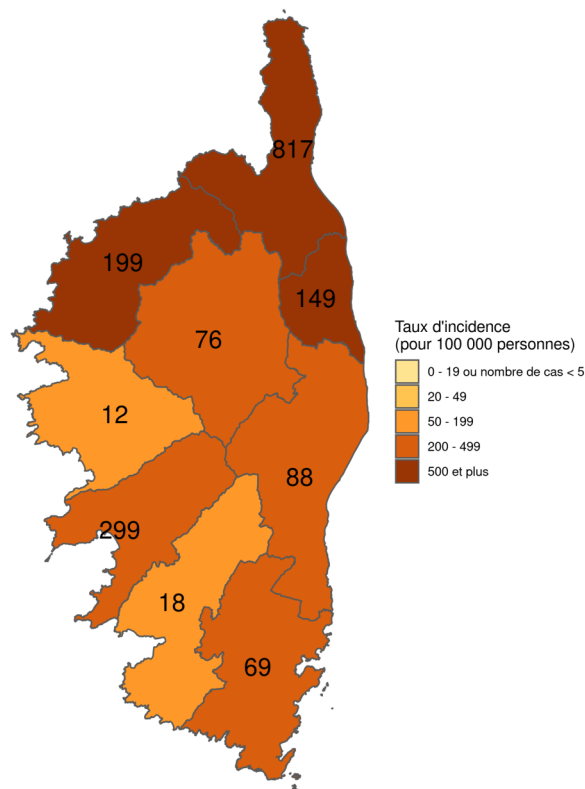 817
199
149
76
Taux d'incidence
(pour 100 000 personnes)
0 - 19 ou nombre de cas < 5
20 - 49
50 - 199
200 - 499
500 et plus
12
88
299
18
69